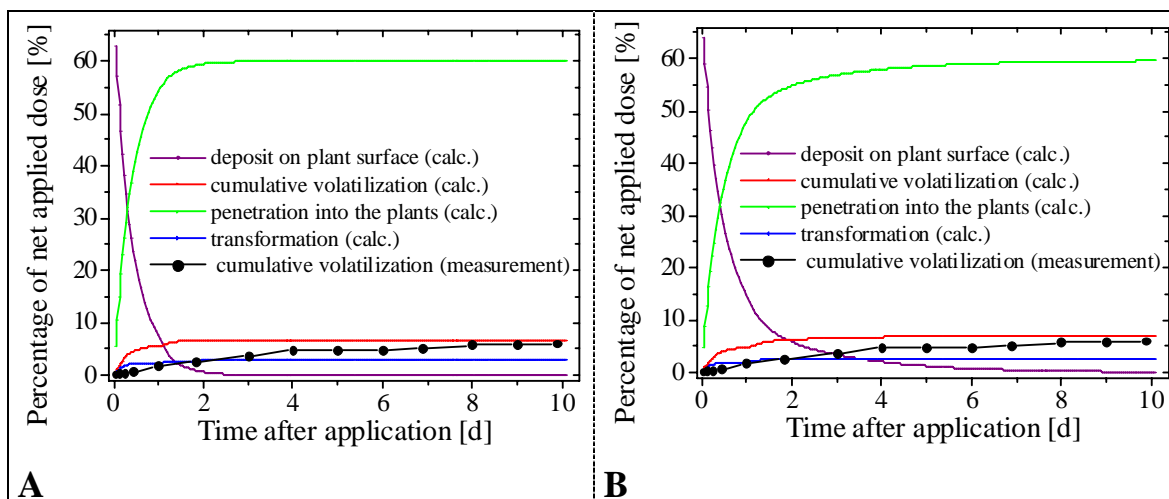 Percentage of net applied dose [%]
60
50
40
30
20
10
0
deposit on plant surface (calc.)
cumulative volatilization (calc.)
penetration into the plants (calc.)
transformation (calc.)
cumulative volatilization (measurement)
0 2 4 6 8 10
Time after application [d]
A
Percentage of net applied dose [%]
60
50
40
30
20
10
0
deposit on plant surface (calc.)
cumulative volatilization (calc.)
penetration into the plants (calc.)
transformation (calc.)
cumulative volatilization (measurement)
0 2 4 6 8 10
Time after application [d]
B